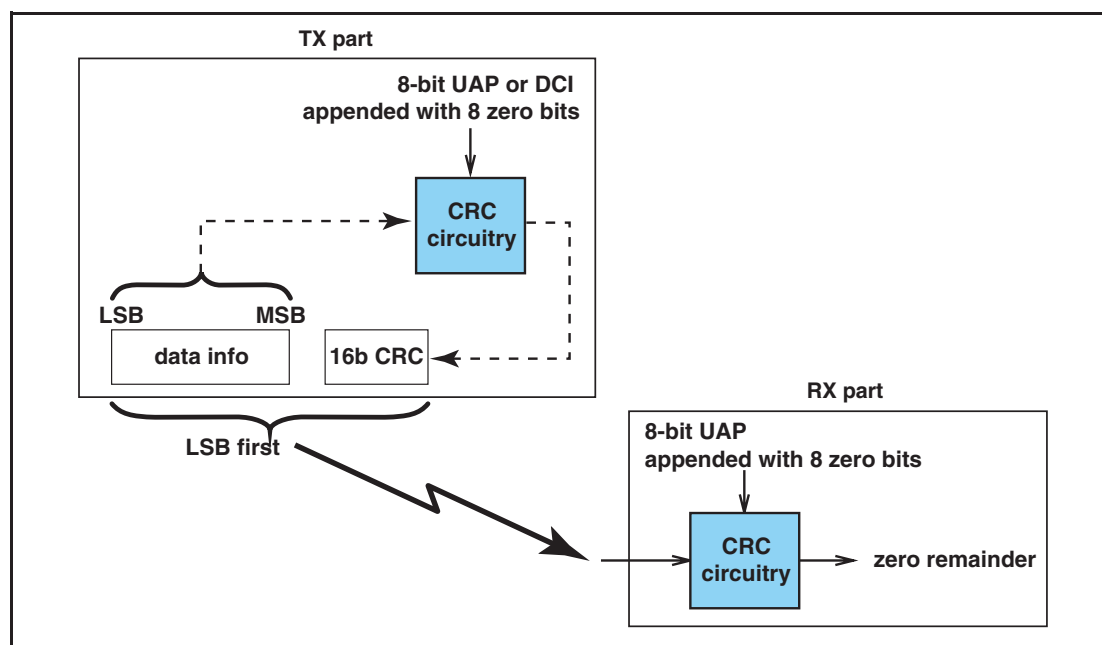 TX part
8-bit UAP or DCI
appended with 8 zero bits
CRC
circuitry
LSB
MSB
data info
16b CRC
LSB first
RX part
8-bit UAP
appended with 8 zero bits
CRC
circuitry
zero remainder